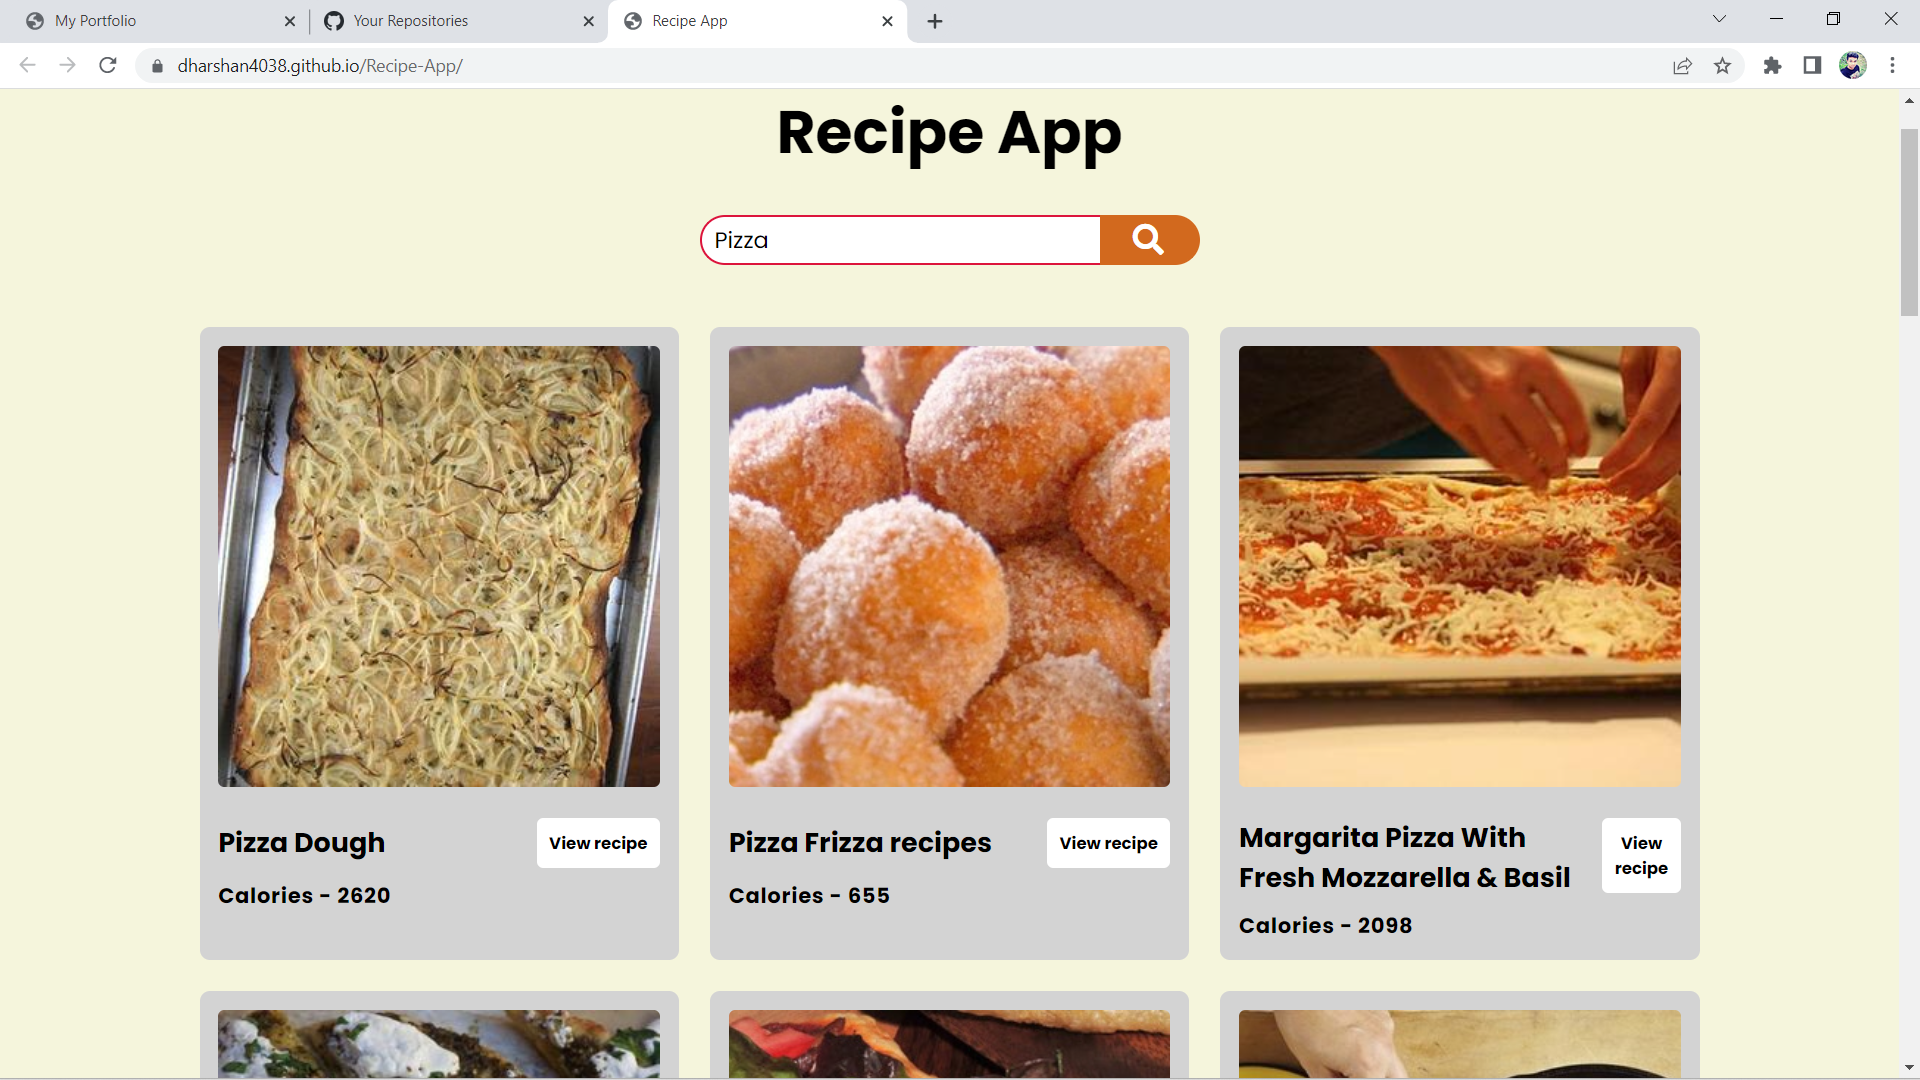 My Portfolio
Your Repositories
Recipe App
dharshan4038.github.io/Recipe-App/
Recipe App
Pizza
Pizza Dough
View recipe
Calories - 2620
Pizza Frizza recipes
View recipe
Calories - 655
Margarita Pizza With
Fresh Mozzarella & Basil
View
recipe
Calories - 2098